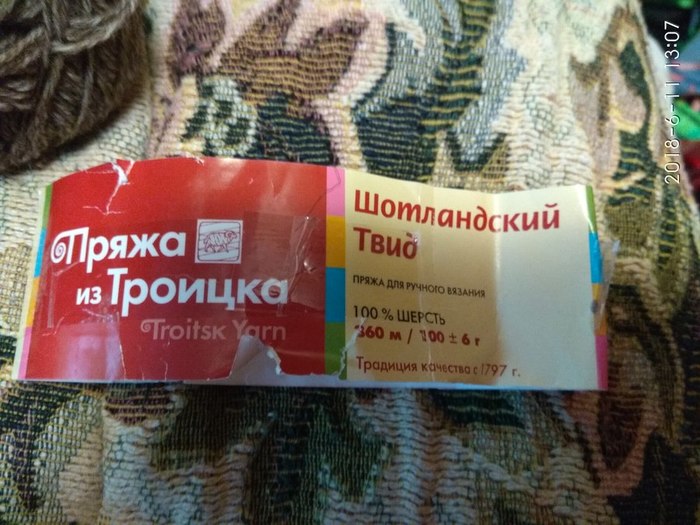 Пряжа
из Троицка
Troitsk Yarn
Шотландский
Твид
ПРЯЖА ДЛЯ РУЧНОГО ВЯЗАНИЯ
100 % ШЕРСТЬ
360 м / 100 ± 6 г
Традиция качества с 1797 г.
2018-6-11 13:07